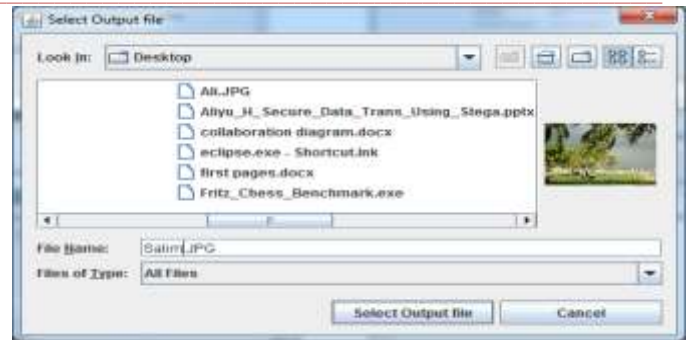 Select Output file
Look In: Desktop
Ali.JPG
Aliyu_H_Secure_Data_Trans_Using_Stega.pptx
collaboration diagram.docx
eclipse.exe - Shortcut.lnk
first pages.docx
Fritz_Chess_Benchmark.exe
File Name: Salim.JPG
Files of Type: All Files
Select Output file Cancel